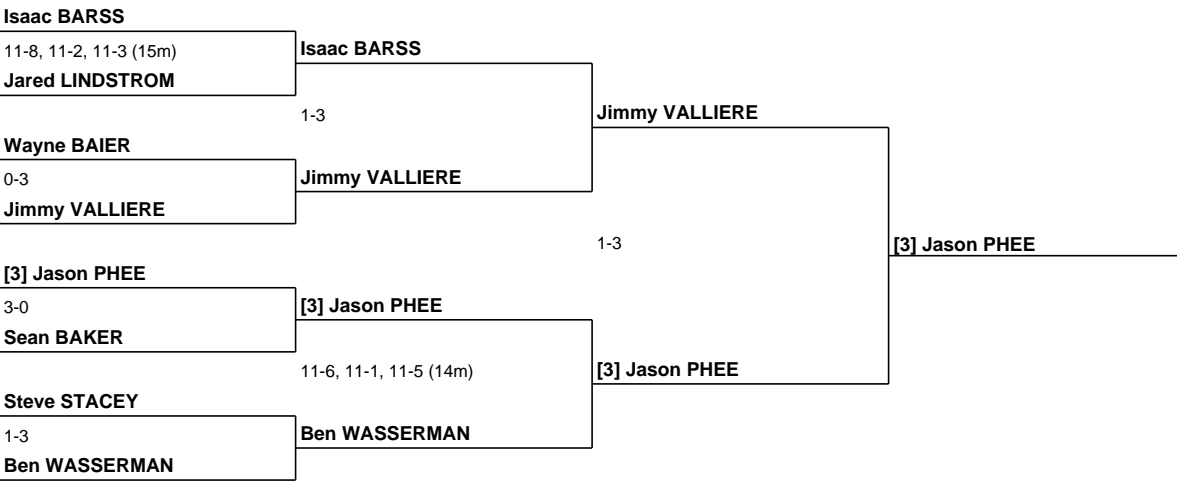 Isaac BARSS
11-8, 11-2, 11-3 (15m)
Jared LINDSTROM
Wayne BAIER
0-3
Jimmy VALLIERE
[3] Jason PHEE
3-0
Sean BAKER
Steve STACEY
1-3
Ben WASSERMAN
Isaac BARSS
1-3
Jimmy VALLIERE
[3] Jason PHEE
11-6, 11-1, 11-5 (14m)
Ben WASSERMAN
Jimmy VALLIERE
1-3
[3] Jason PHEE
[3] Jason PHEE